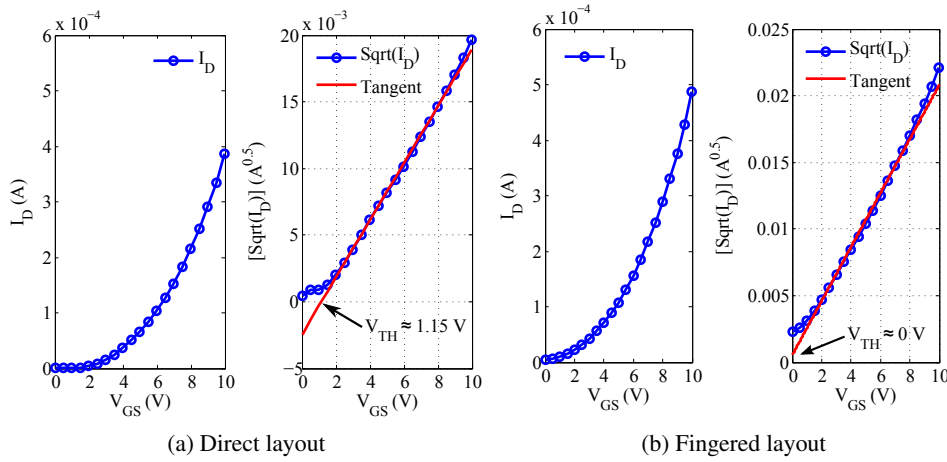 x 10⁻⁴
6
5
4
3
2
1
0
0 2 4 6 8 10
I_D (A)
V_GS (V)
I_D
x 10⁻³
20
15
10
5
0
−5
0 2 4 6 8 10
[Sqrt(I_D)] (A^0.5)
V_GS (V)
Sqrt(I_D)
Tangent
V_TH ≈ 1.15 V
(a) Direct layout
x 10⁻⁴
6
5
4
3
2
1
0
0 2 4 6 8 10
I_D (A)
V_GS (V)
I_D
0.025
0.02
0.015
0.01
0.005
0
0 2 4 6 8 10
[Sqrt(I_D)] (A^0.5)
V_GS (V)
Sqrt(I_D)
Tangent
V_TH ≈ 0 V
(b) Fingered layout